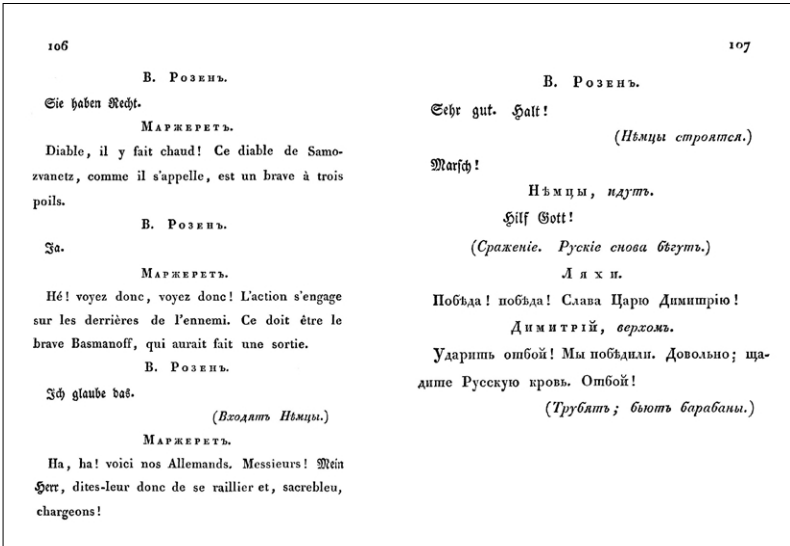 106
В. Розенъ.
Sie haben Recht.
Маржеретъ.
Diable, il y fait chaud! Ce diable de Samo-
zvanetz, comme il s'appelle, est un brave à trois
poils.
В. Розенъ.
Ja.
Маржеретъ.
Hé! voyez donc, voyez donc! L'action s'engage
sur les derrières de l'ennemi. Ce doit être le
brave Basmanoff, qui aurait fait une sortie.
В. Розенъ.
Ich glaube das.
(Входятъ Нѣмцы.)
Маржеретъ.
Ha, ha! voici nos Allemands. Messieurs! Mein
Herr, dites-leur donc de se raillier et, sacrebleu,
chargeons!
107
В. Розенъ.
Sehr gut. Halt!
(Нѣмцы строятся.)
Marsch!
Нѣмцы, идутъ.
Hilf Gott!
(Сраженіе. Рускіе снова бѣгутъ.)
Ляхи.
Побѣда! побѣда! Слава Царю Димитрію!
Димитрій, верхомъ.
Ударить отбой! Мы побѣдили. Довольно; ща-
дите Русскую кровь. Отбой!
(Трубятъ; бьютъ барабаны.)